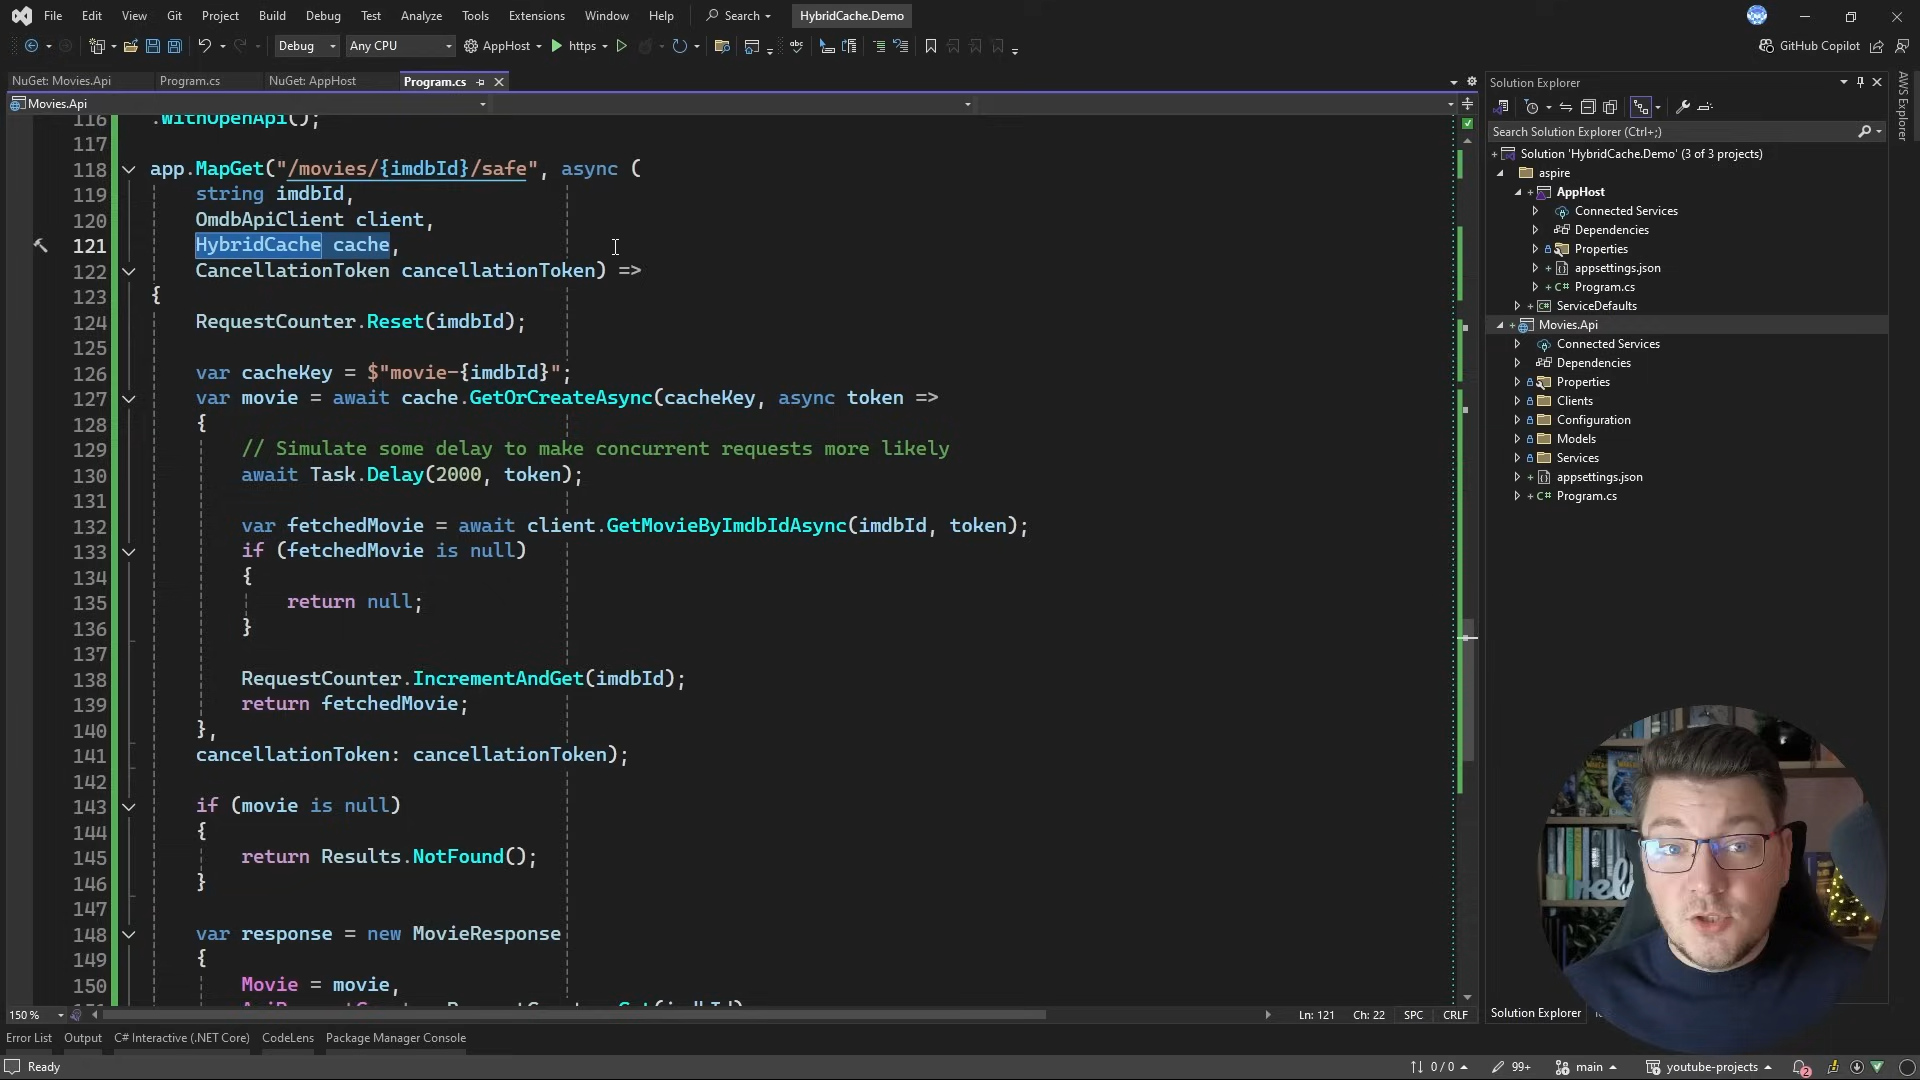 File Edit View Git Project Build Debug Test Analyze Tools Extensions Window Help Search HybridCache.Demo
Debug Any CPU AppHost https GitHub Copilot
NuGet: Movies.Api Program.cs NuGet: AppHost Program.cs
Movies.Api
116 .WithOpenApi();
117
118 app.MapGet("/movies/{imdbId}/safe", async (
119 string imdbId,
120 OmdbApiClient client,
121 HybridCache cache,
122 CancellationToken cancellationToken) =>
123 {
124 RequestCounter.Reset(imdbId);
125
126 var cacheKey = $"movie-{imdbId}";
127 var movie = await cache.GetOrCreateAsync(cacheKey, async token =>
128 {
129 // Simulate some delay to make concurrent requests more likely
130 await Task.Delay(2000, token);
131
132 var fetchedMovie = await client.GetMovieByImdbIdAsync(imdbId, token);
133 if (fetchedMovie is null)
134 {
135 return null;
136 }
137
138 RequestCounter.IncrementAndGet(imdbId);
139 return fetchedMovie;
140 },
141 cancellationToken: cancellationToken);
142
143 if (movie is null)
144 {
145 return Results.NotFound();
146 }
147
148 var response = new MovieResponse
149 {
150 Movie = movie,
150 % Ln: 121 Ch: 22 SPC CRLF
Solution Explorer
Search Solution Explorer (Ctrl+;)
Solution 'HybridCache.Demo' (3 of 3 projects)
aspire
AppHost
Connected Services
Dependencies
Properties
appsettings.json
C# Program.cs
ServiceDefaults
Movies.Api
Connected Services
Dependencies
Properties
Clients
Configuration
Models
Services
appsettings.json
C# Program.cs
Solution Explorer
AWS Explorer
Error List Output C# Interactive (.NET Core) CodeLens Package Manager Console
Ready 0 / 0 99+ main youtube-projects 2